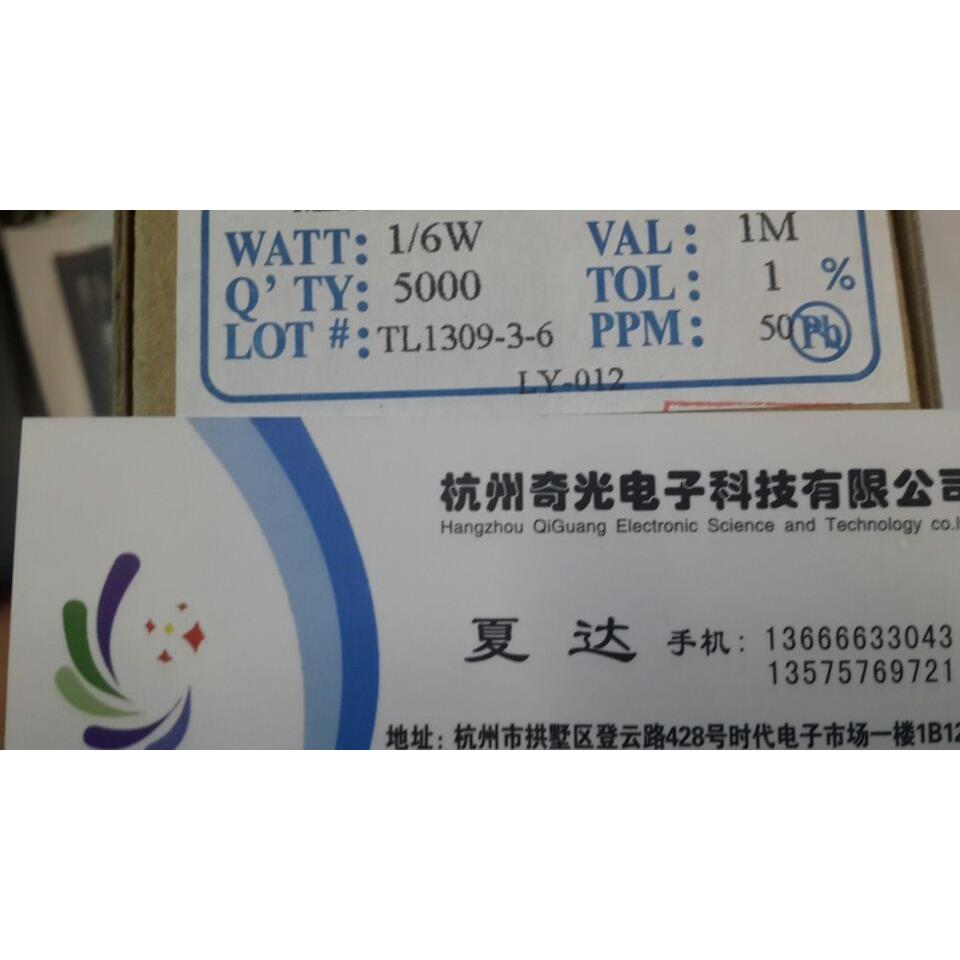 WATT: 1/6W VAL: 1M
Q'TY: 5000 TOL: 1 %
LOT #: TL1309-3-6 PPM: 50 Pb
LY-012
杭州奇光电子科技有限公司
Hangzhou QiGuang Electronic Science and Technology co.l
夏 达 手机: 13666633043
13575769721
地址: 杭州市拱墅区登云路428号时代电子市场一楼1B12